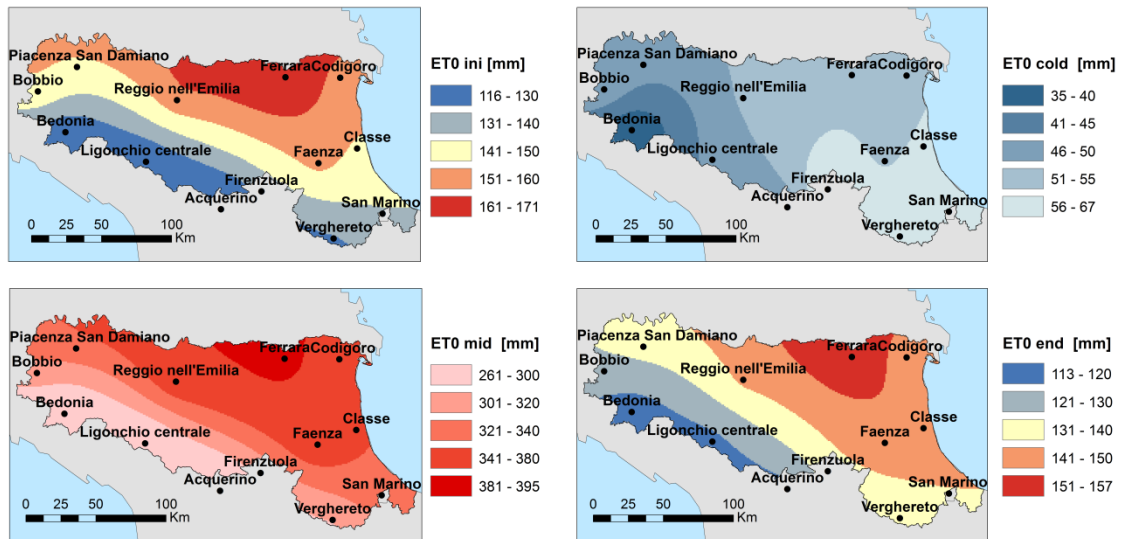 Piacenza San Damiano
FerraraCodigoro
Bobbio
Reggio nell'Emilia
Bedonia
Classe
Ligonchio centrale
Faenza
Firenzuola
Acquerino
San Marino
Verghereto
0 25 50 100
Km
ET0 ini [mm]
116 - 130
131 - 140
141 - 150
151 - 160
161 - 171
Piacenza San Damiano
FerraraCodigoro
Bobbio
Reggio nell'Emilia
Bedonia
Classe
Ligonchio centrale
Faenza
Firenzuola
Acquerino
San Marino
Verghereto
0 25 50 100
Km
ET0 cold [mm]
35 - 40
41 - 45
46 - 50
51 - 55
56 - 67
Piacenza San Damiano
FerraraCodigoro
Bobbio
Reggio nell'Emilia
Bedonia
Classe
Ligonchio centrale
Faenza
Firenzuola
Acquerino
San Marino
Verghereto
0 25 50 100
Km
ET0 mid [mm]
261 - 300
301 - 320
321 - 340
341 - 380
381 - 395
Piacenza San Damiano
FerraraCodigoro
Bobbio
Reggio nell'Emilia
Bedonia
Classe
Ligonchio centrale
Faenza
Firenzuola
Acquerino
San Marino
Verghereto
0 25 50 100
Km
ET0 end [mm]
113 - 120
121 - 130
131 - 140
141 - 150
151 - 157